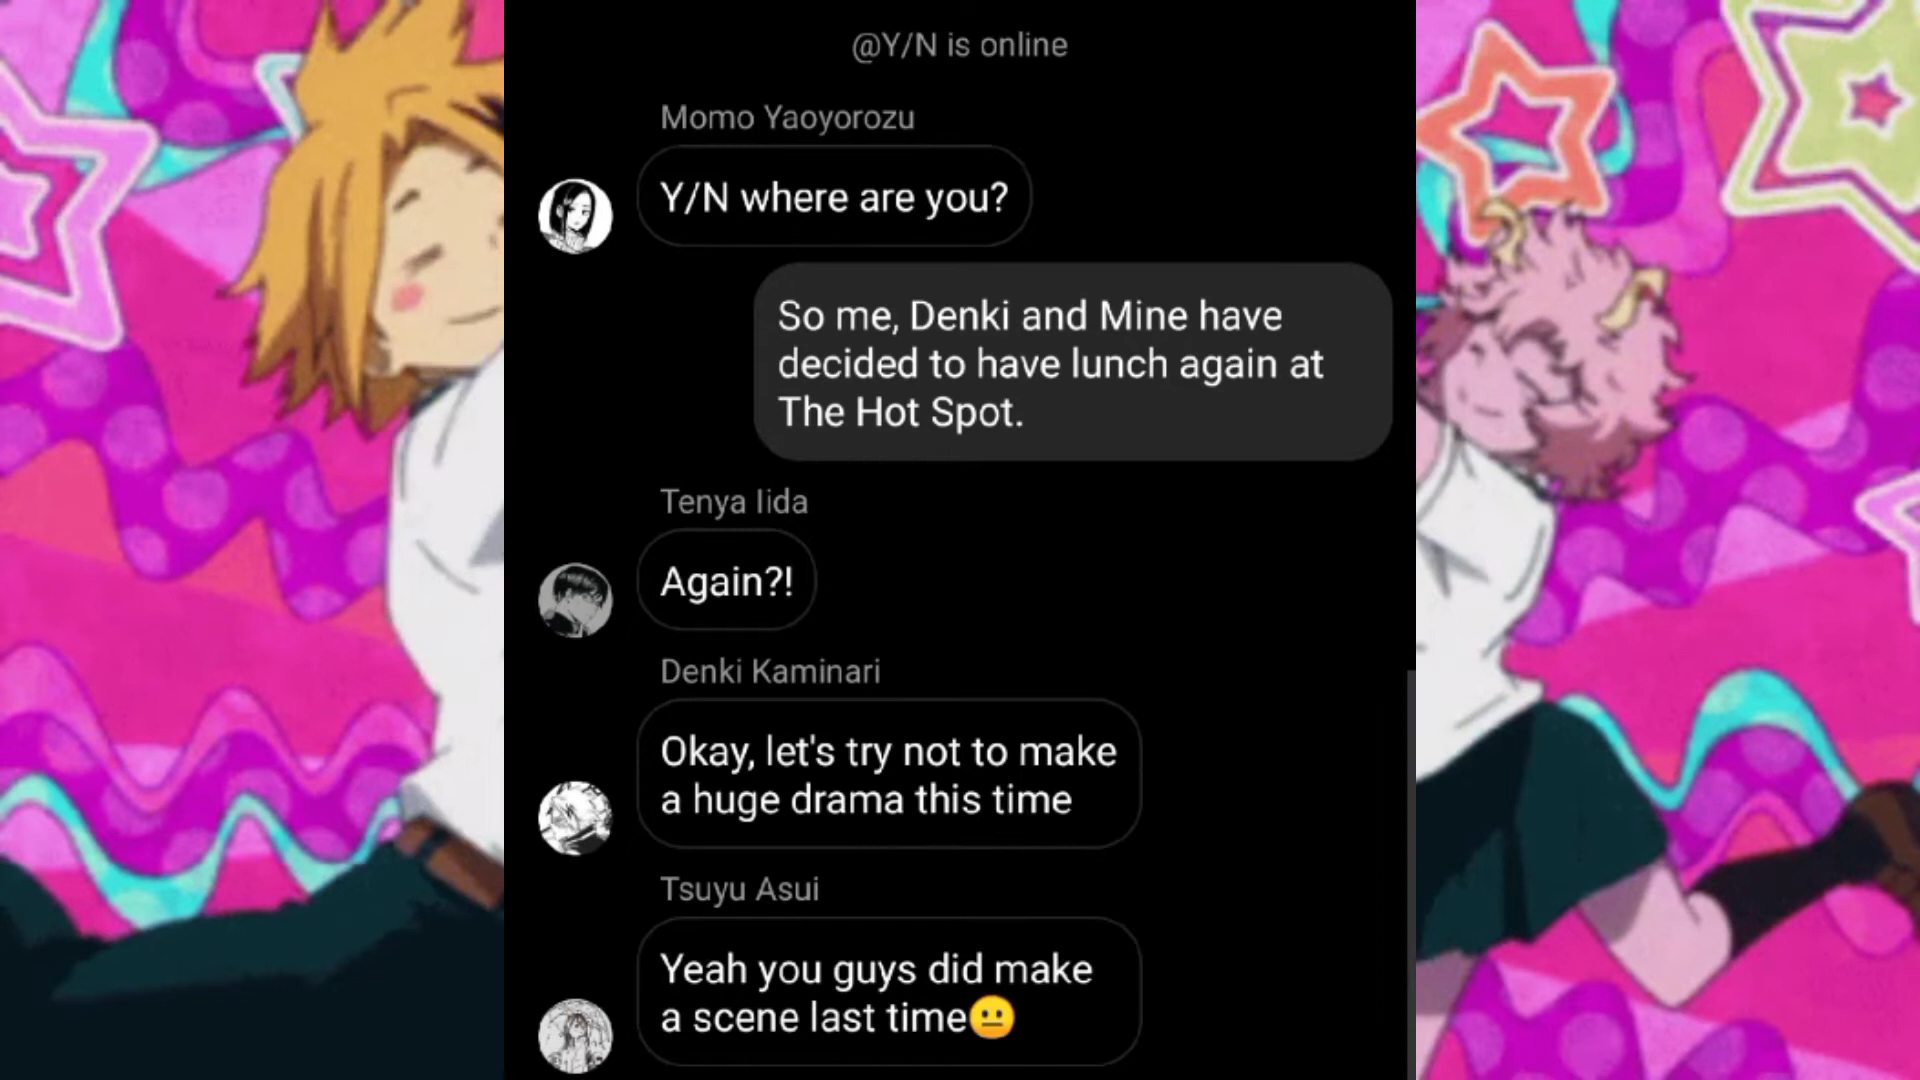 @Y/N is online
Momo Yaoyorozu
Y/N where are you?
So me, Denki and Mine have
decided to have lunch again at
The Hot Spot.
Tenya Iida
Again?!
Denki Kaminari
Okay, let's try not to make
a huge drama this time
Tsuyu Asui
Yeah you guys did make
a scene last time😐